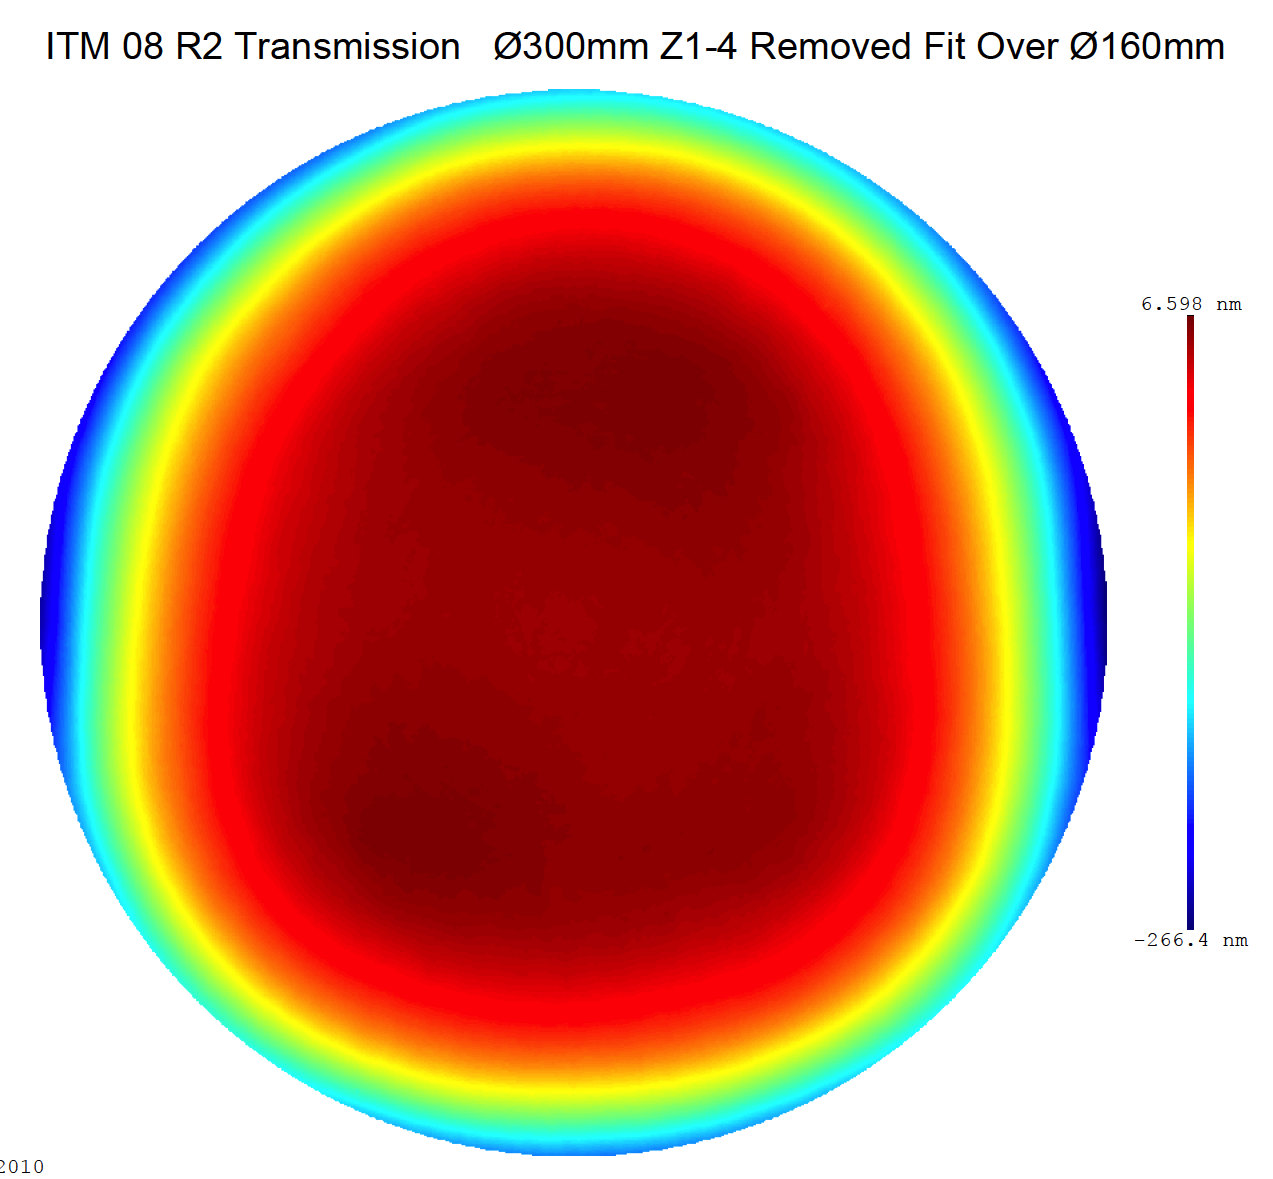 ITM 08 R2 Transmission   Ø300mm Z1-4 Removed Fit Over Ø160mm
6.598 nm
-266.4 nm
2010